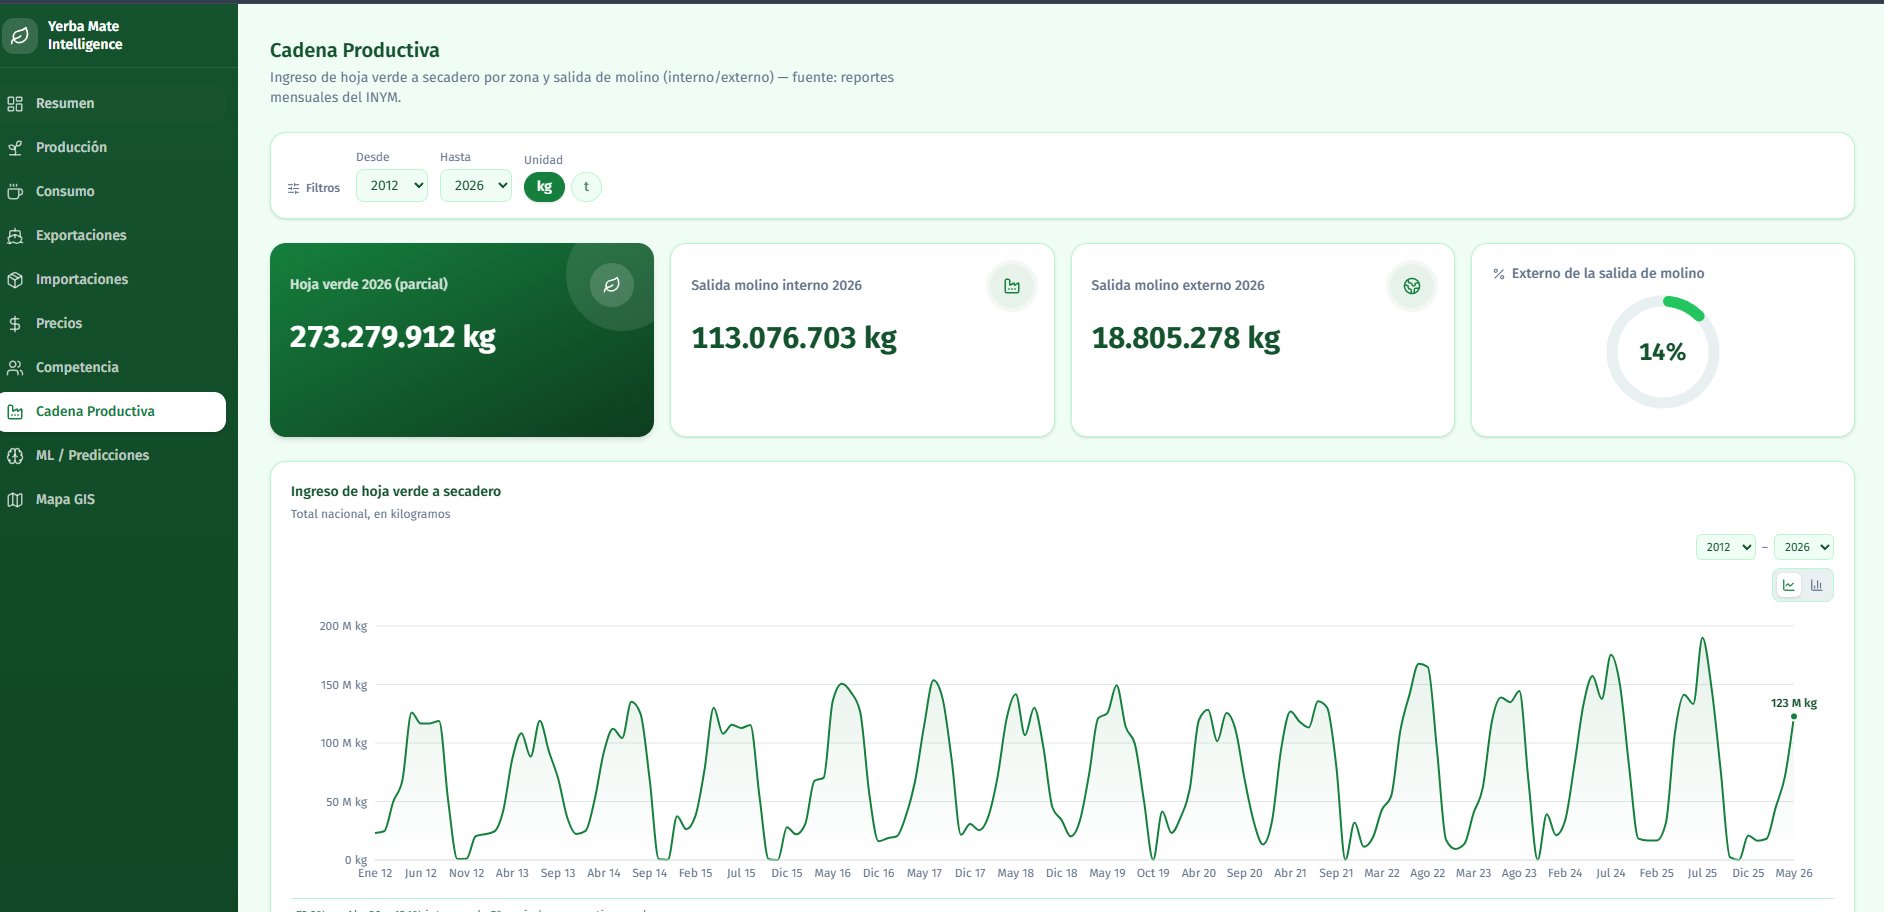 Yerba Mate
Intelligence
Resumen
Producción
Consumo
Exportaciones
Importaciones
Precios
Competencia
Cadena Productiva
ML / Predicciones
Mapa GIS
Cadena Productiva
Ingreso de hoja verde a secadero por zona y salida de molino (interno/externo) — fuente: reportes
mensuales del INYM.
Filtros
Desde
2012
Hasta
2026
Unidad
kg
t
Hoja verde 2026 (parcial)
273.279.912 kg
Salida molino interno 2026
113.076.703 kg
Salida molino externo 2026
18.805.278 kg
% Externo de la salida de molino
14%
Ingreso de hoja verde a secadero
Total nacional, en kilogramos
2012 – 2026
200 M kg
150 M kg
100 M kg
50 M kg
0 kg
123 M kg
Ene 12 Jun 12 Nov 12 Abr 13 Sep 13 Abr 14 Sep 14 Feb 15 Jul 15 Dic 15 May 16 Dic 16 May 17 Dic 17 May 18 Dic 18 May 19 Oct 19 Abr 20 Sep 20 Abr 21 Sep 21 Mar 22 Ago 22 Mar 23 Ago 23 Feb 24 Jul 24 Feb 25 Jul 25 Dic 25 May 26